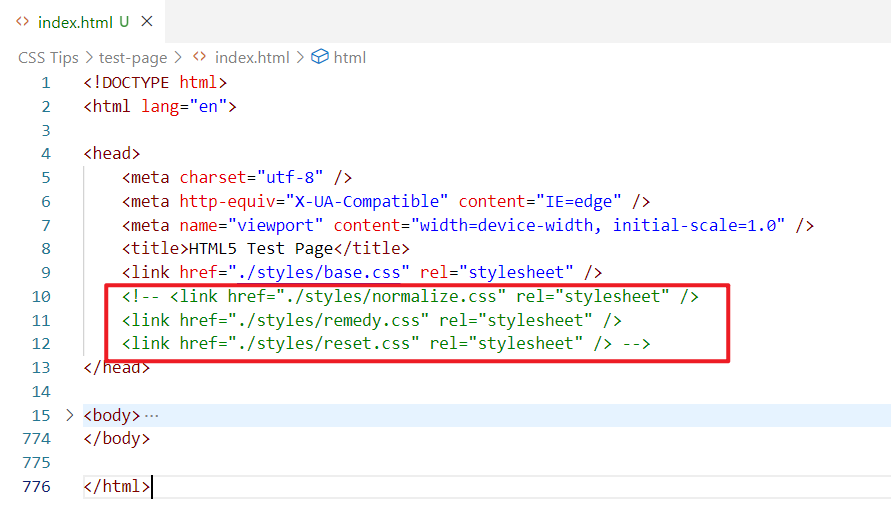 <> index.html U ×
CSS Tips > test-page > <> index.html > html
1 <!DOCTYPE html>
2 <html lang="en">
3
4 <head>
5 <meta charset="utf-8" />
6 <meta http-equiv="X-UA-Compatible" content="IE=edge" />
7 <meta name="viewport" content="width=device-width, initial-scale=1.0" />
8 <title>HTML5 Test Page</title>
9 <link href="./styles/base.css" rel="stylesheet" />
10 <!-- <link href="./styles/normalize.css" rel="stylesheet" />
11 <link href="./styles/remedy.css" rel="stylesheet" />
12 <link href="./styles/reset.css" rel="stylesheet" /> -->
13 </head>
14
15 > <body>···
774 </body>
775
776 </html>